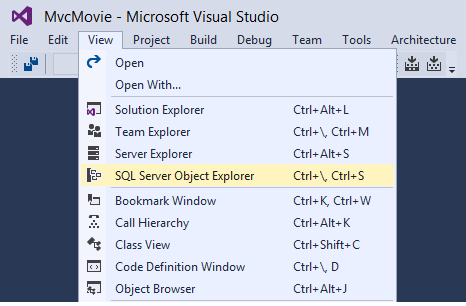 MvcMovie - Microsoft Visual Studio
File Edit View Project Build Debug Team Tools Architecture
Open
Open With...
Solution Explorer Ctrl+Alt+L
Team Explorer Ctrl+\, Ctrl+M
Server Explorer Ctrl+Alt+S
SQL Server Object Explorer Ctrl+\, Ctrl+S
Bookmark Window Ctrl+K, Ctrl+W
Call Hierarchy Ctrl+Alt+K
Class View Ctrl+Shift+C
Code Definition Window Ctrl+\, D
Object Browser Ctrl+Alt+J